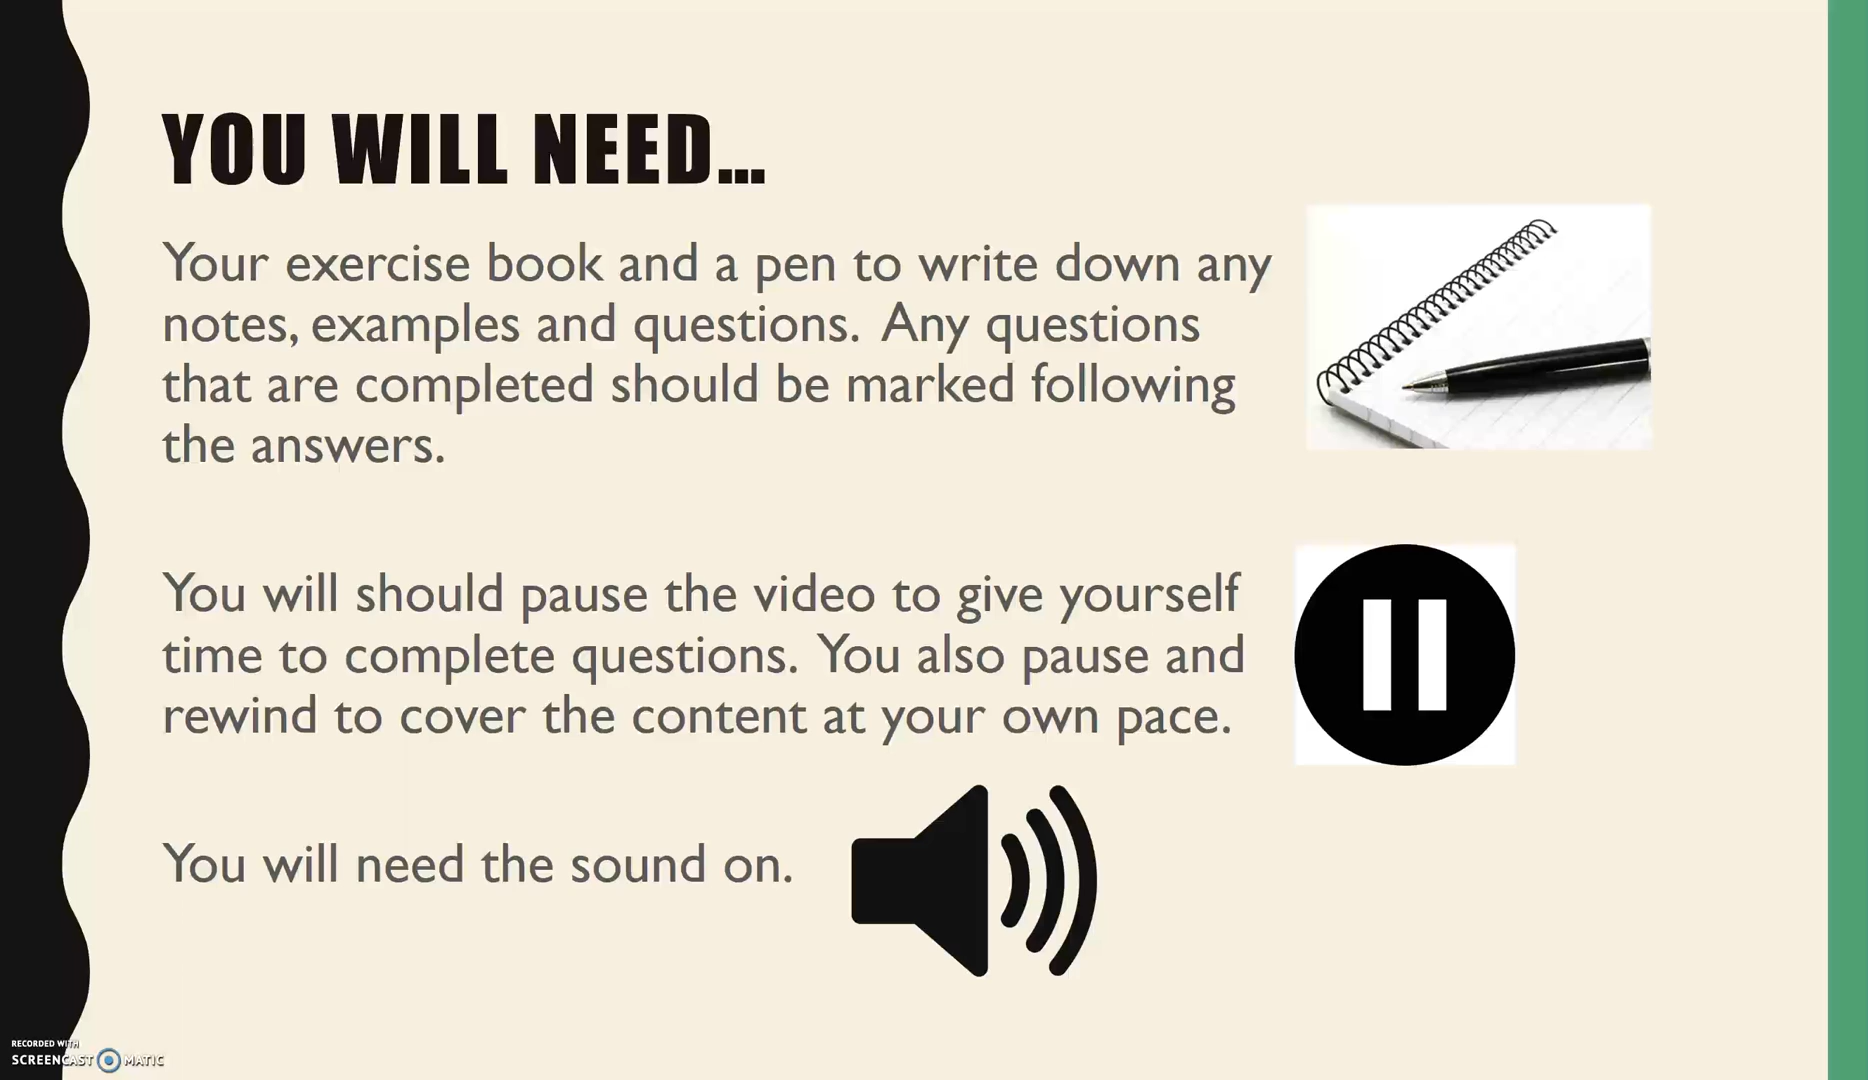 YOU WILL NEED...
Your exercise book and a pen to write down any
notes, examples and questions. Any questions
that are completed should be marked following
the answers.
You will should pause the video to give yourself
time to complete questions. You also pause and
rewind to cover the content at your own pace.
You will need the sound on.
RECORDED WITH
SCREENCAST MATIC